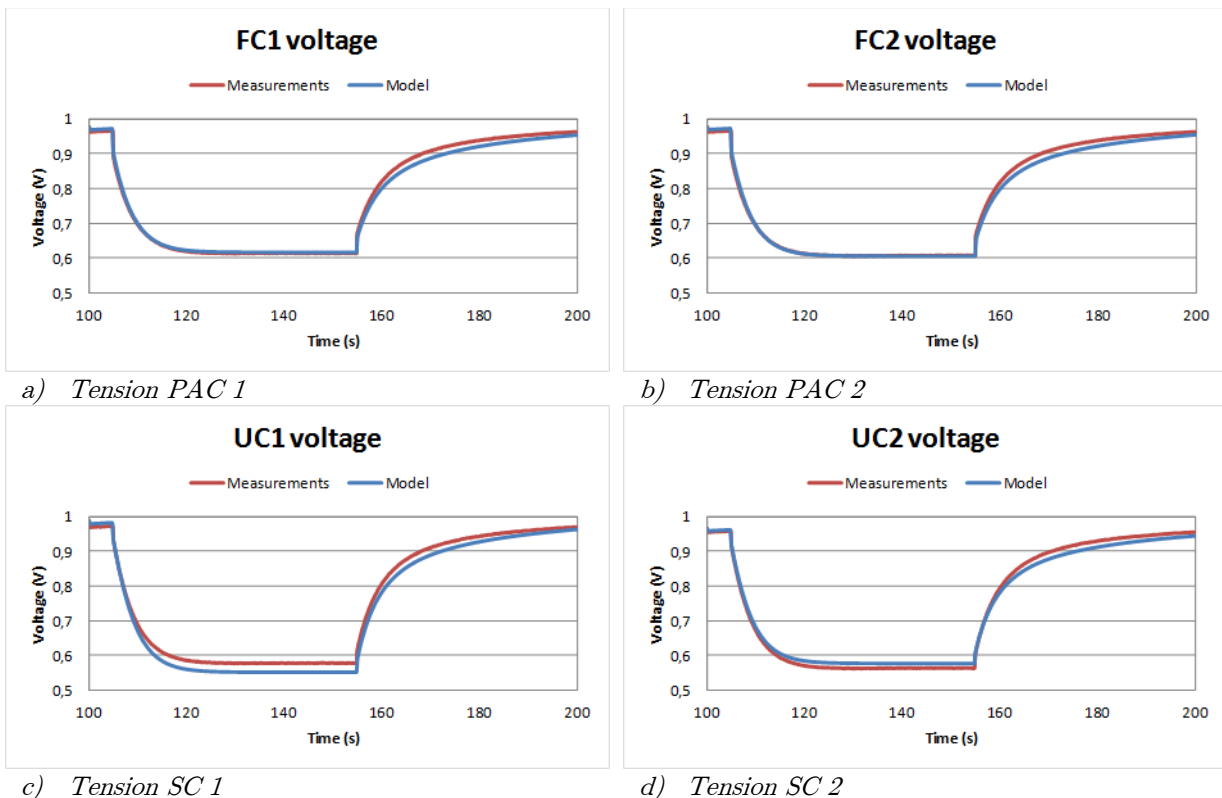 FC1 voltage
Measurements Model
1
0,9
0,8
0,7
0,6
0,5
Voltage (V)
100 120 140 160 180 200
Time (s)
FC2 voltage
Measurements Model
1
0,9
0,8
0,7
0,6
0,5
Voltage (V)
100 120 140 160 180 200
Time (s)
a) Tension PAC 1
b) Tension PAC 2
UC1 voltage
Measurements Model
1
0,9
0,8
0,7
0,6
0,5
Voltage (V)
100 120 140 160 180 200
Time (s)
UC2 voltage
Measurements Model
1
0,9
0,8
0,7
0,6
0,5
Voltage (V)
100 120 140 160 180 200
Time (s)
c) Tension SC 1
d) Tension SC 2